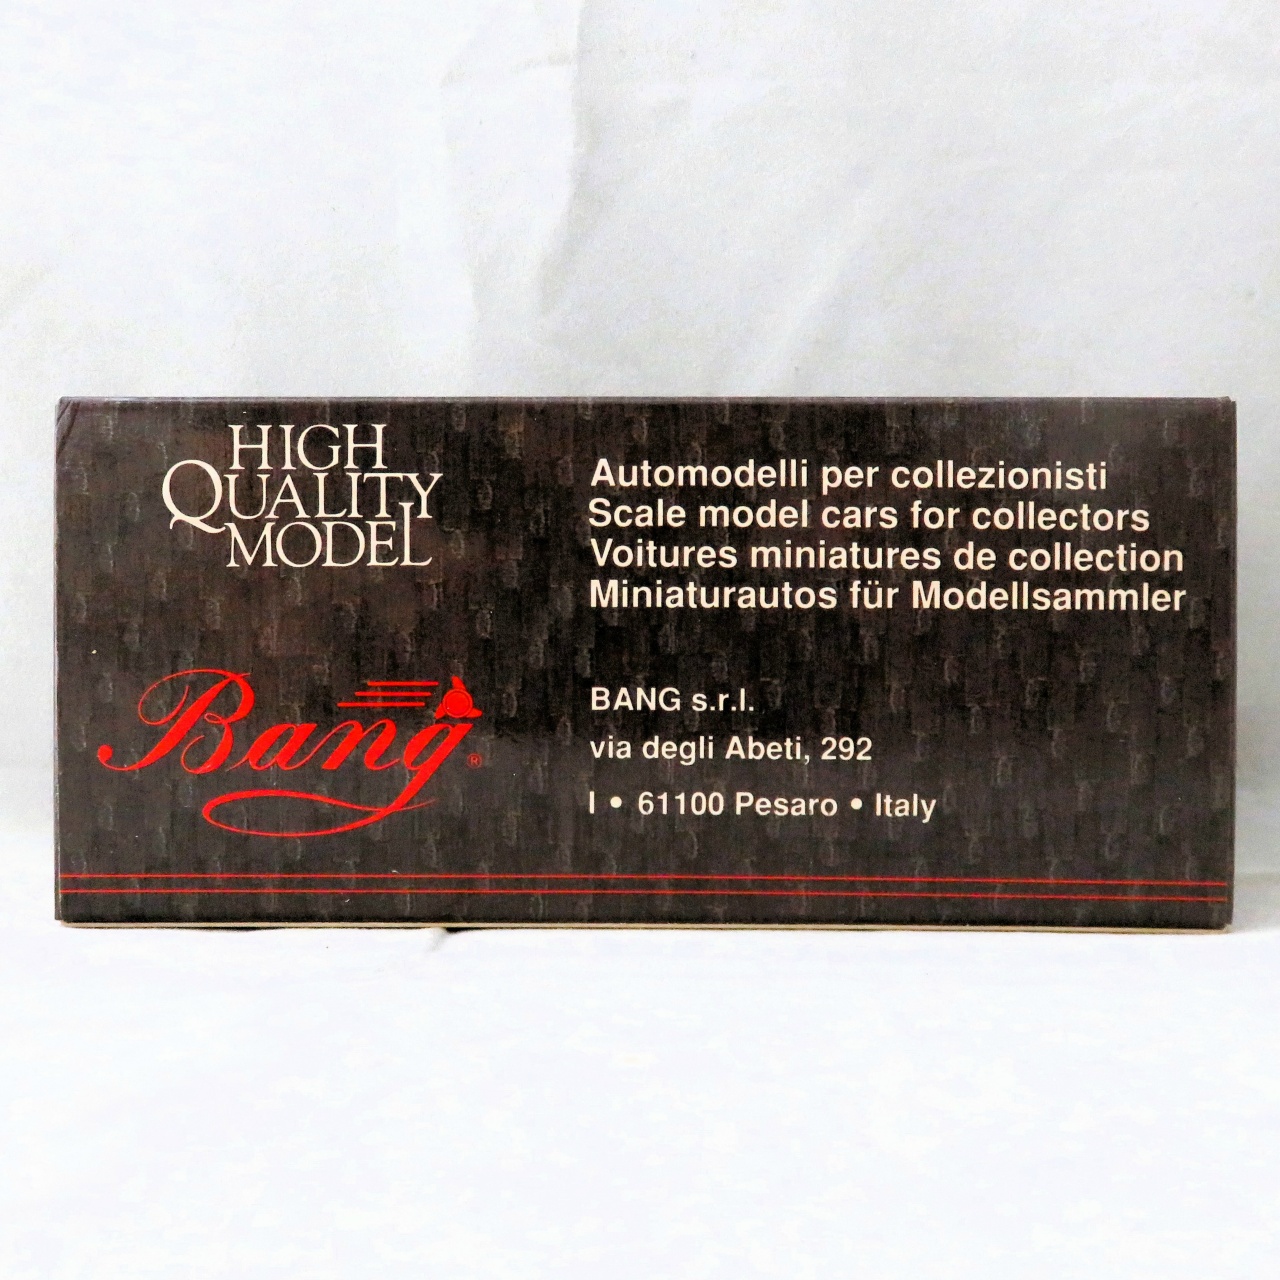 HIGH
QUALITY
MODEL
Bang®
Automodelli per collezionisti
Scale model cars for collectors
Voitures miniatures de collection
Miniaturautos für Modellsammler
BANG s.r.l.
via degli Abeti, 292
I • 61100 Pesaro • Italy